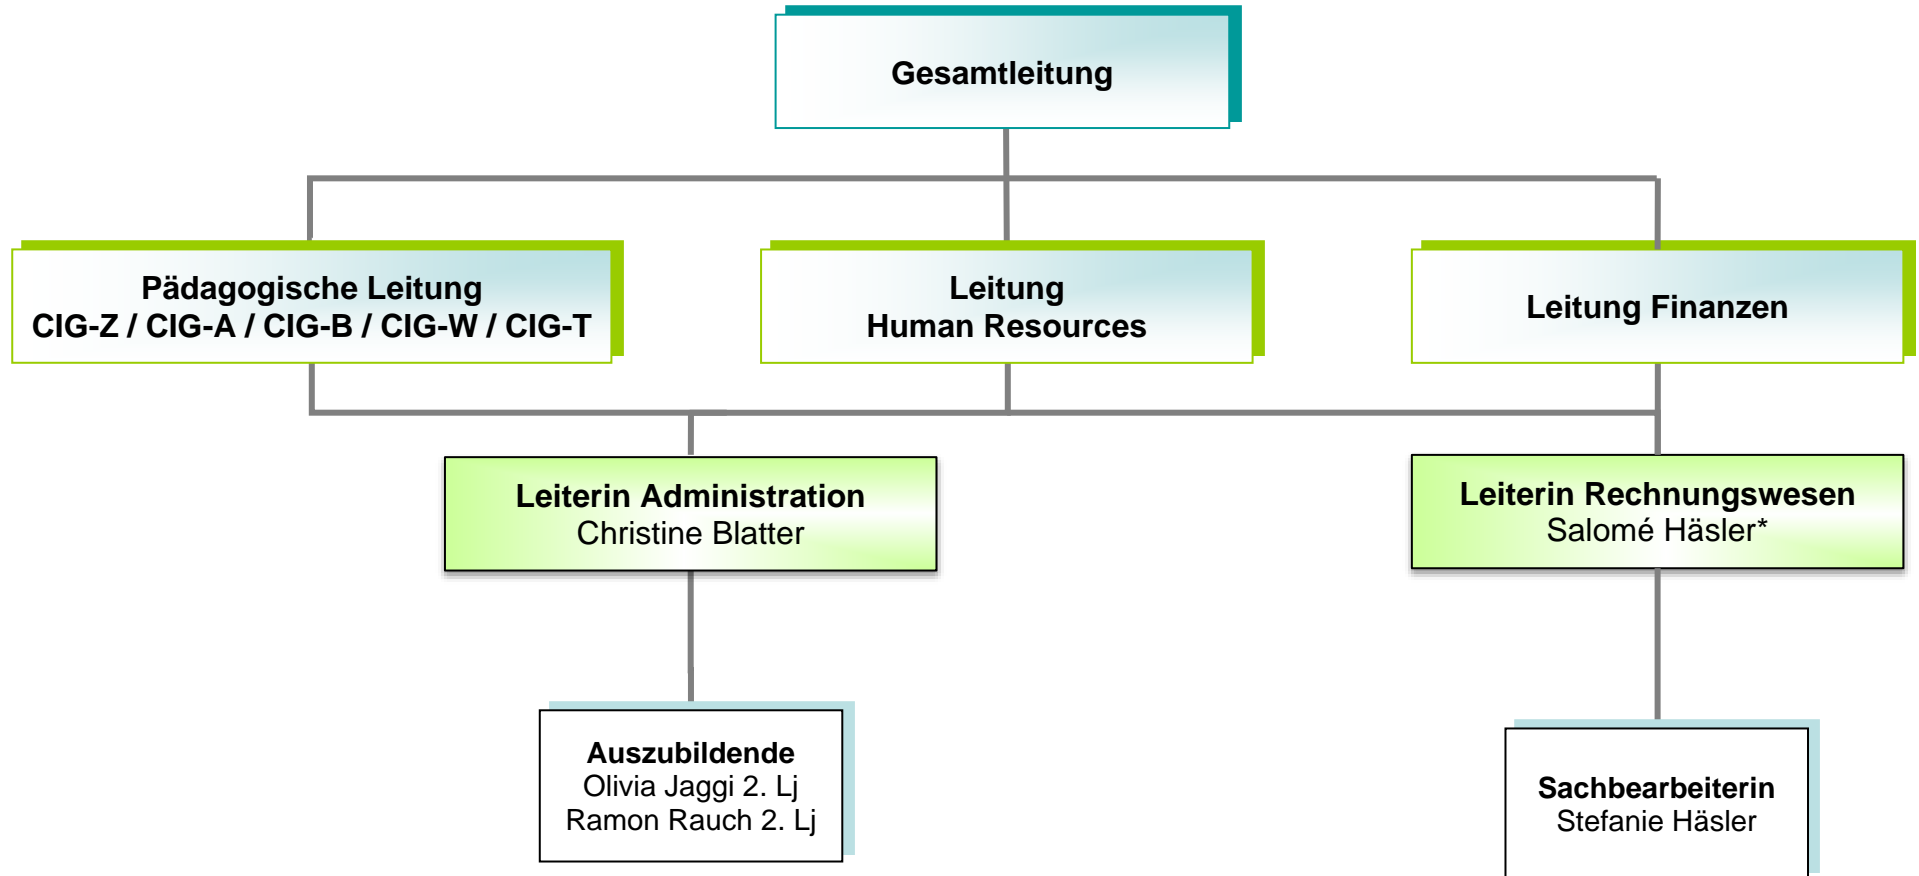 Gesamtleitung
Pädagogische Leitung
CIG-Z / CIG-A / CIG-B / CIG-W / CIG-T
Leitung
Human Resources
Leitung Finanzen
Leiterin Administration
Christine Blatter
Leiterin Rechnungswesen
Salomé Häsler*
Auszubildende
Olivia Jaggi 2. Lj
Ramon Rauch 2. Lj
Sachbearbeiterin
Stefanie Häsler